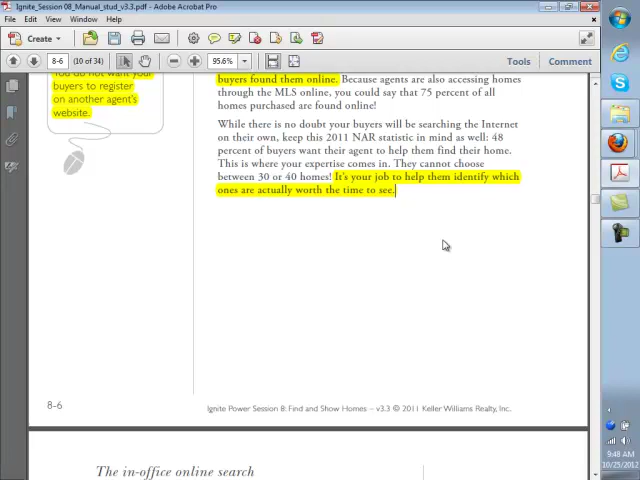 Ignite_Session 08_Manual_stud_v3.3.pdf - Adobe Acrobat Pro
File Edit View Window Help
Create
8-6 (10 of 34) 95.6% Tools Comment
You do not want your
buyers to register
on another agent's
website.
buyers found them online. Because agents are also accessing homes
through the MLS online, you could say that 75 percent of all
homes purchased are found online!
While there is no doubt your buyers will be searching the Internet
on their own, keep this 2011 NAR statistic in mind as well: 48
percent of buyers want their agent to help them find their home.
This is where your expertise comes in. They cannot choose
between 30 or 40 homes! It's your job to help them identify which
ones are actually worth the time to see.
8-6
Ignite Power Session 8: Find and Show Homes – v3.3 © 2011 Keller Williams Realty, Inc.
The in-office online search
9:48 AM
10/25/2012